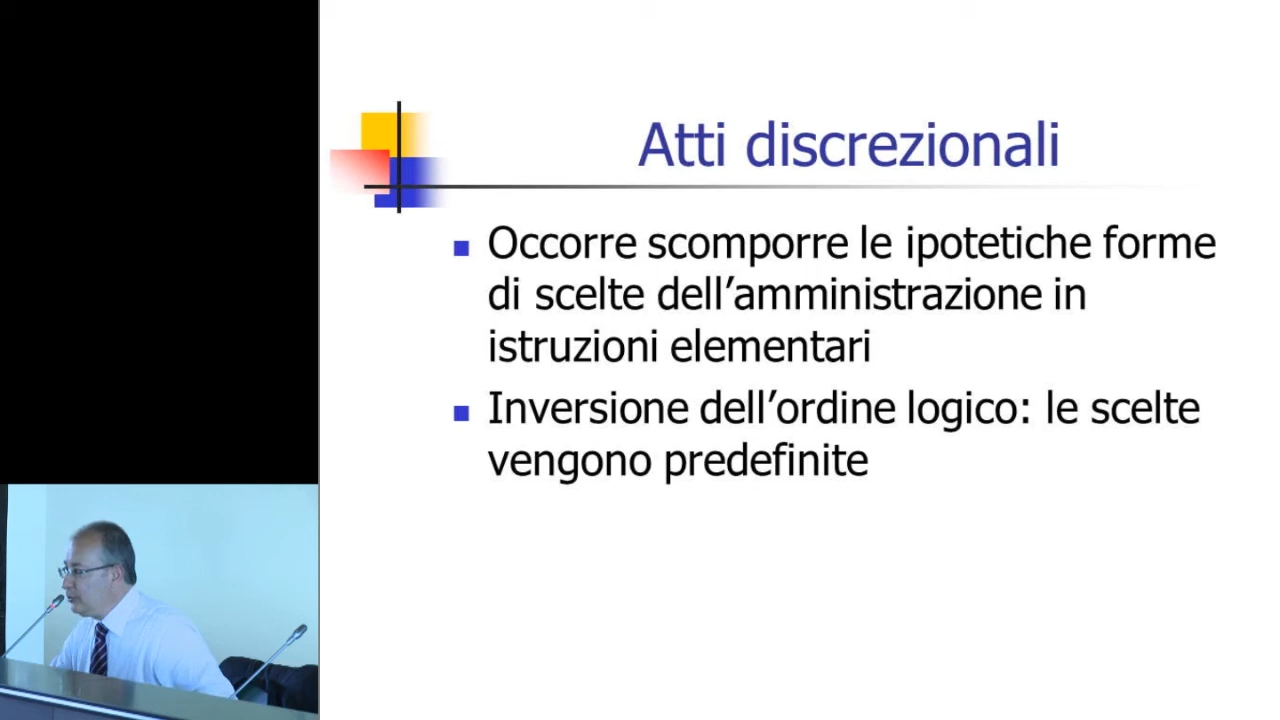 Atti discrezionali
Occorre scomporre le ipotetiche forme
di scelte dell’amministrazione in
istruzioni elementari
Inversione dell’ordine logico: le scelte
vengono predefinite